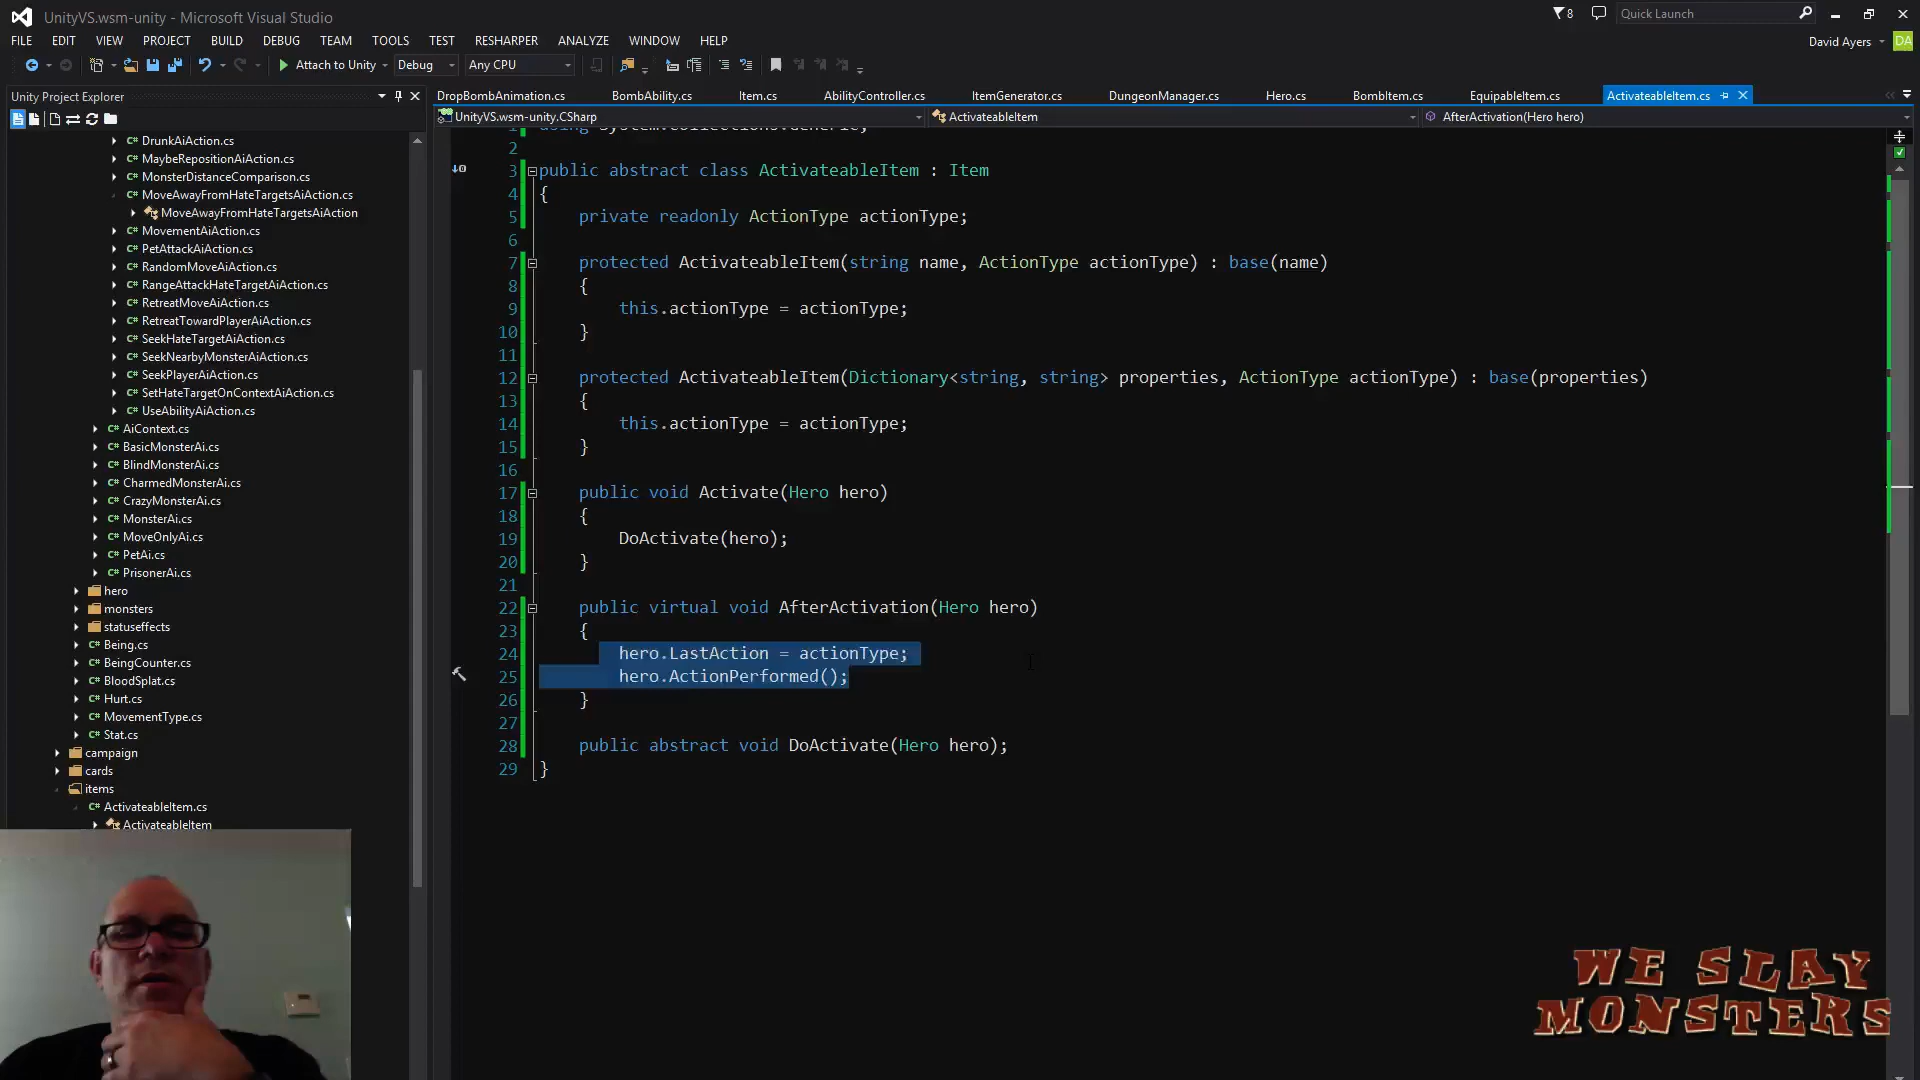 UnityVS.wsm-unity - Microsoft Visual Studio
8
Quick Launch
FILE EDIT VIEW PROJECT BUILD DEBUG TEAM TOOLS TEST RESHARPER ANALYZE WINDOW HELP
David Ayers DA
Attach to Unity Debug Any CPU
Unity Project Explorer
DropBombAnimation.cs BombAbility.cs Item.cs AbilityController.cs ItemGenerator.cs DungeonManager.cs Hero.cs BombItem.cs EquipableItem.cs ActivateableItem.cs
UnityVS.wsm-unity.CSharp ActivateableItem AfterActivation(Hero hero)
C# DrunkAiAction.cs
C# MaybeRepositionAiAction.cs
C# MonsterDistanceComparison.cs
C# MoveAwayFromHateTargetsAiAction.cs
MoveAwayFromHateTargetsAiAction
C# MovementAiAction.cs
C# PetAttackAiAction.cs
C# RandomMoveAiAction.cs
C# RangeAttackHateTargetAiAction.cs
C# RetreatMoveAiAction.cs
C# RetreatTowardPlayerAiAction.cs
C# SeekHateTargetAiAction.cs
C# SeekNearbyMonsterAiAction.cs
C# SeekPlayerAiAction.cs
C# SetHateTargetOnContextAiAction.cs
C# UseAbilityAiAction.cs
C# AiContext.cs
C# BasicMonsterAi.cs
C# BlindMonsterAi.cs
C# CharmedMonsterAi.cs
C# CrazyMonsterAi.cs
C# MonsterAi.cs
C# MoveOnlyAi.cs
C# PetAi.cs
C# PrisonerAi.cs
hero
monsters
statuseffects
C# Being.cs
C# BeingCounter.cs
C# BloodSplat.cs
C# Hurt.cs
C# MovementType.cs
C# Stat.cs
campaign
cards
items
C# ActivateableItem.cs
ActivateableItem
1 using System.Collections.Generic;
2
3 public abstract class ActivateableItem : Item
4 {
5 private readonly ActionType actionType;
6
7 protected ActivateableItem(string name, ActionType actionType) : base(name)
8 {
9 this.actionType = actionType;
10 }
11
12 protected ActivateableItem(Dictionary<string, string> properties, ActionType actionType) : base(properties)
13 {
14 this.actionType = actionType;
15 }
16
17 public void Activate(Hero hero)
18 {
19 DoActivate(hero);
20 }
21
22 public virtual void AfterActivation(Hero hero)
23 {
24 hero.LastAction = actionType;
25 hero.ActionPerformed();
26 }
27
28 public abstract void DoActivate(Hero hero);
29 }
WE SLAY
MONSTERS